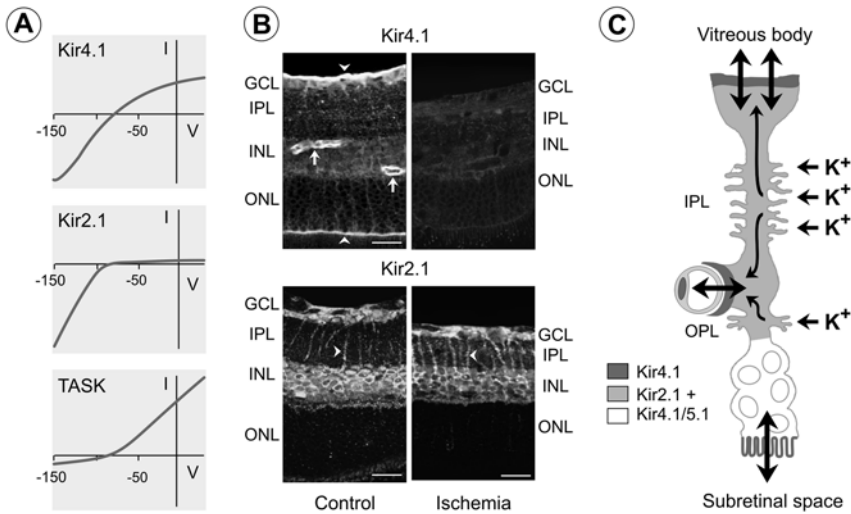 A
Kir4.1
I
-150
-50
V
Kir2.1
I
-150
-50
V
TASK
I
-150
-50
V
B
Kir4.1
GCL
IPL
INL
ONL
GCL
IPL
INL
ONL
Kir2.1
GCL
IPL
INL
ONL
GCL
IPL
INL
ONL
Control
Ischemia
C
Vitreous body
K+
K+
IPL
K+
OPL
K+
Kir4.1
Kir2.1 +
Kir4.1/5.1
Subretinal space